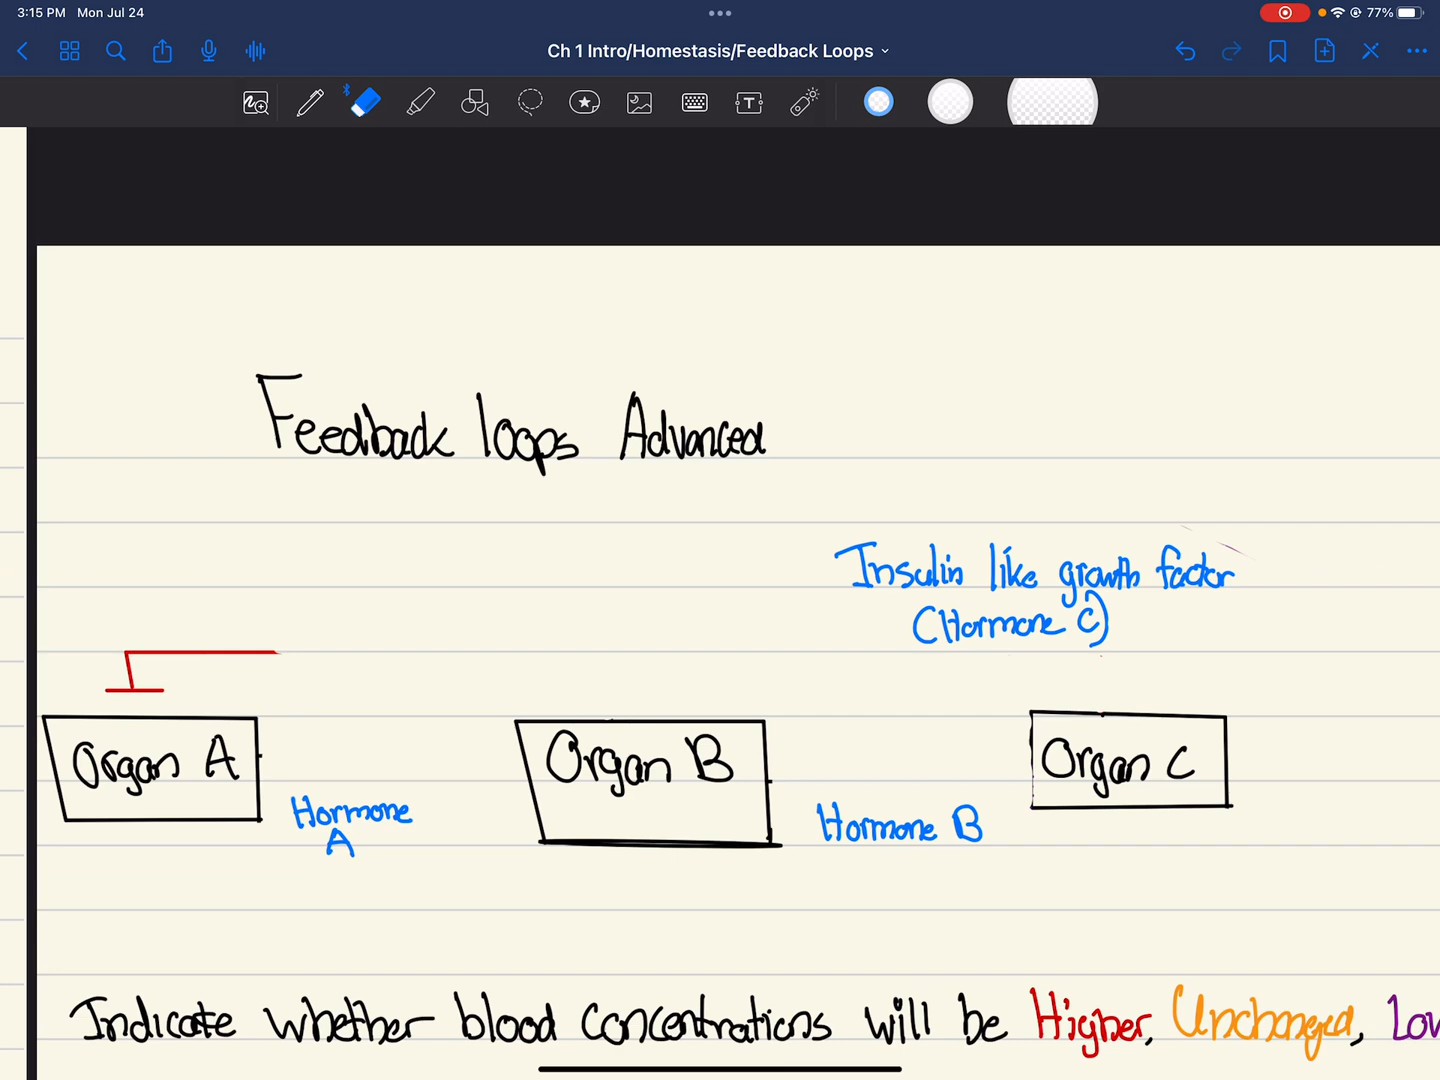 3:15 PM Mon Jul 24
77%
Ch 1 Intro/Homestasis/Feedback Loops
T
Feedback loops Advanced
Insulin like growth factor
(Hormone C)
Organ A
Organ B
Organ C
Hormone
A
Hormone B
Indicate whether blood concentrations will be Higher, Unchanged, Low